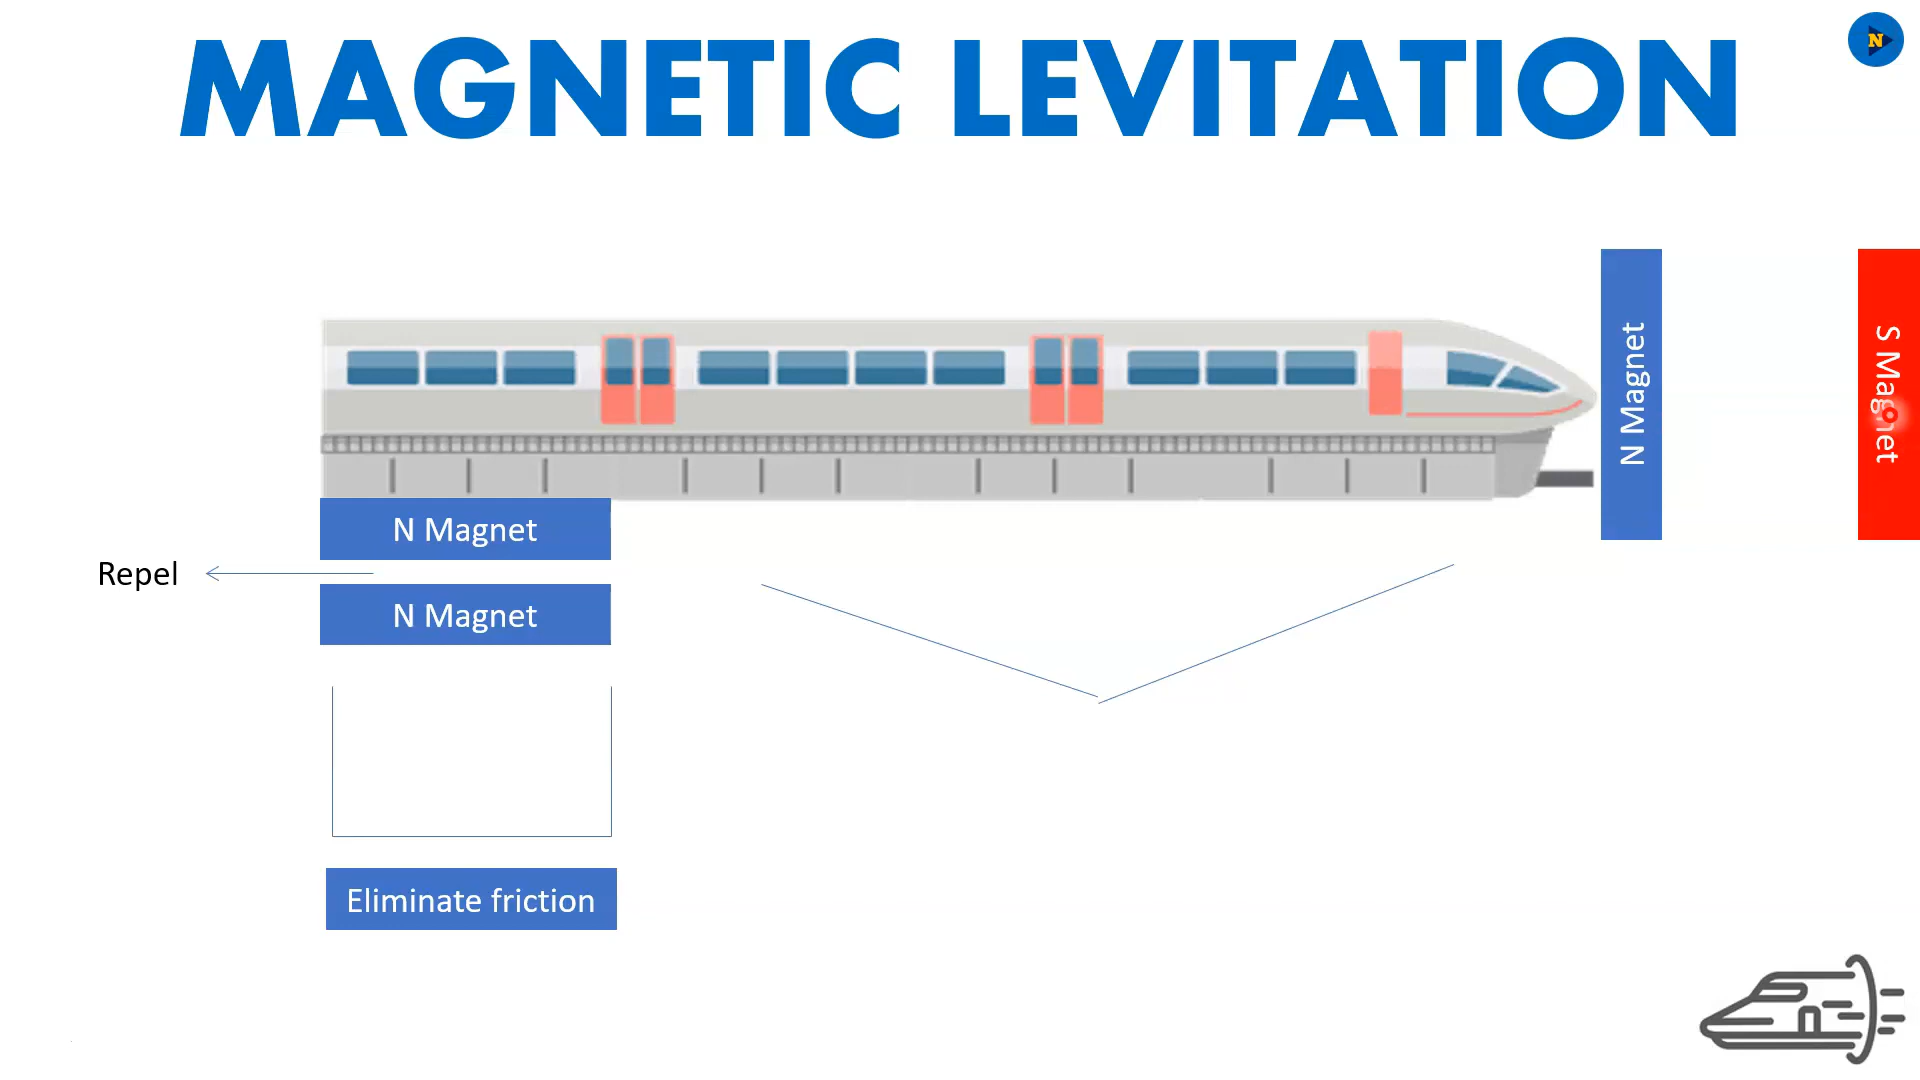 MAGNETIC LEVITATION
N
N Magnet
S Magnet
N Magnet
Repel
N Magnet
Eliminate friction